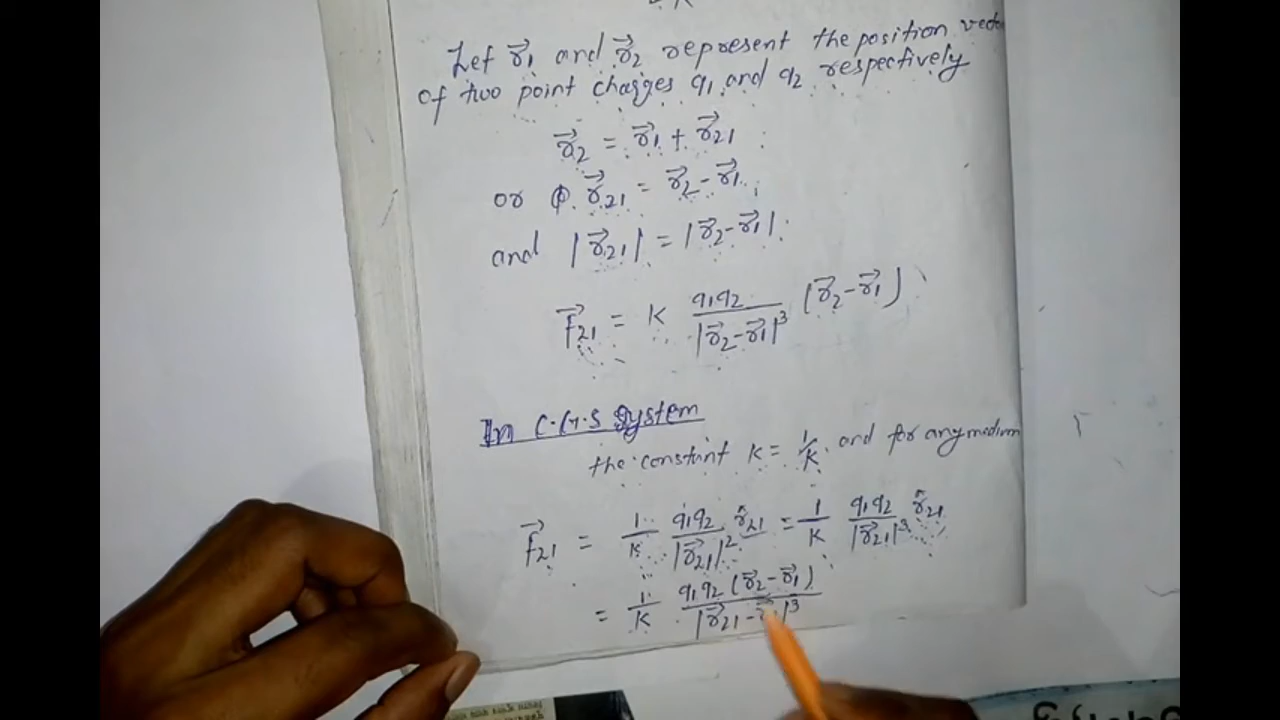 Let r⃗1 and r⃗2 represent the position vect
of two point charges q1 and q2 respectively
r⃗2 = r⃗1 + r⃗21
or r⃗21 = r⃗2 - r⃗1
and |r⃗21| = |r⃗2 - r⃗1|
F⃗21 = K q1q2 / |r⃗2 - r⃗1|³ (r⃗2 - r⃗1)
In C.G.S System
the constant K = 1/K and for any medium
F⃗21 = 1/K q1q2 / |r⃗21|² r̂21 = 1/K q1q2 / |r⃗21|³ r̂21
= 1/K q1q2 (r⃗2 - r⃗1) / |r⃗21 - |³